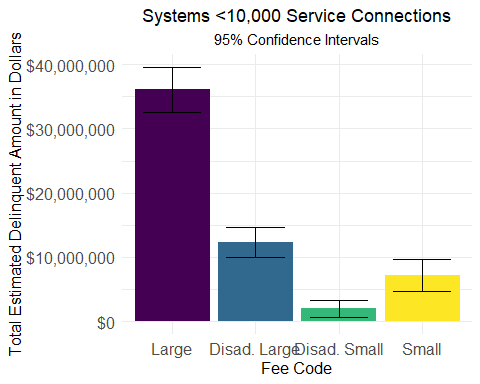 Systems <10,000 Service Connections
95% Confidence Intervals
Total Estimated Delinquent Amount in Dollars
$40,000,000
$30,000,000
$20,000,000
$10,000,000
$0
Large Disad. Large Disad. Small Small
Fee Code